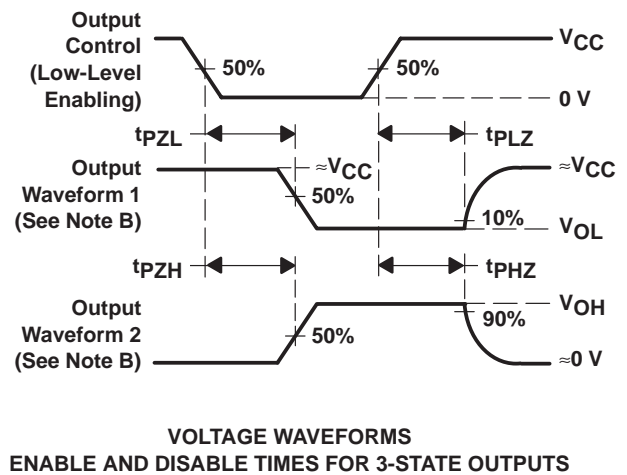 Output
Control
(Low-Level
Enabling)
50%
50%
VCC
0 V
tPZL
tPLZ
Output
Waveform 1
(See Note B)
≈VCC
50%
≈VCC
10%
VOL
tPZH
tPHZ
Output
Waveform 2
(See Note B)
50%
VOH
90%
≈0 V
VOLTAGE WAVEFORMS
ENABLE AND DISABLE TIMES FOR 3-STATE OUTPUTS